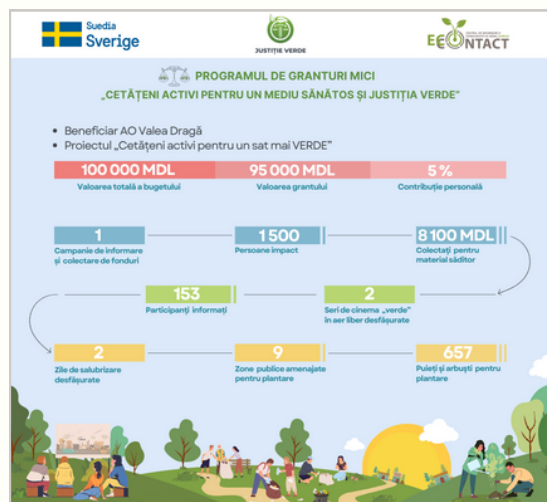 Suedia
Sverige
JUSTIȚIE VERDE
ECONTACT
PROGRAMUL DE GRANTURI MICI
„CETĂȚENI ACTIVI PENTRU UN MEDIU SĂNĂTOS ȘI JUSTIȚIA VERDE"
• Beneficiar AO Valea Dragă
• Proiectul „Cetățeni activi pentru un sat mai VERDE”
100 000 MDL
95 000 MDL
5 %
Valoarea totală a bugetului
Valoarea grantului
Contribuție personală
1
1 500
8 100 MDL
Campanie de informare
și colectare de fonduri
Persoane impact
Colectați pentru
material săditor
153
2
Participanți informați
Seri de cinema „verde”
în aer liber desfășurate
2
9
657
Zile de salubrizare
desfășurate
Zone publice amenajate
pentru plantare
Puieți și arbuști pentru
plantare